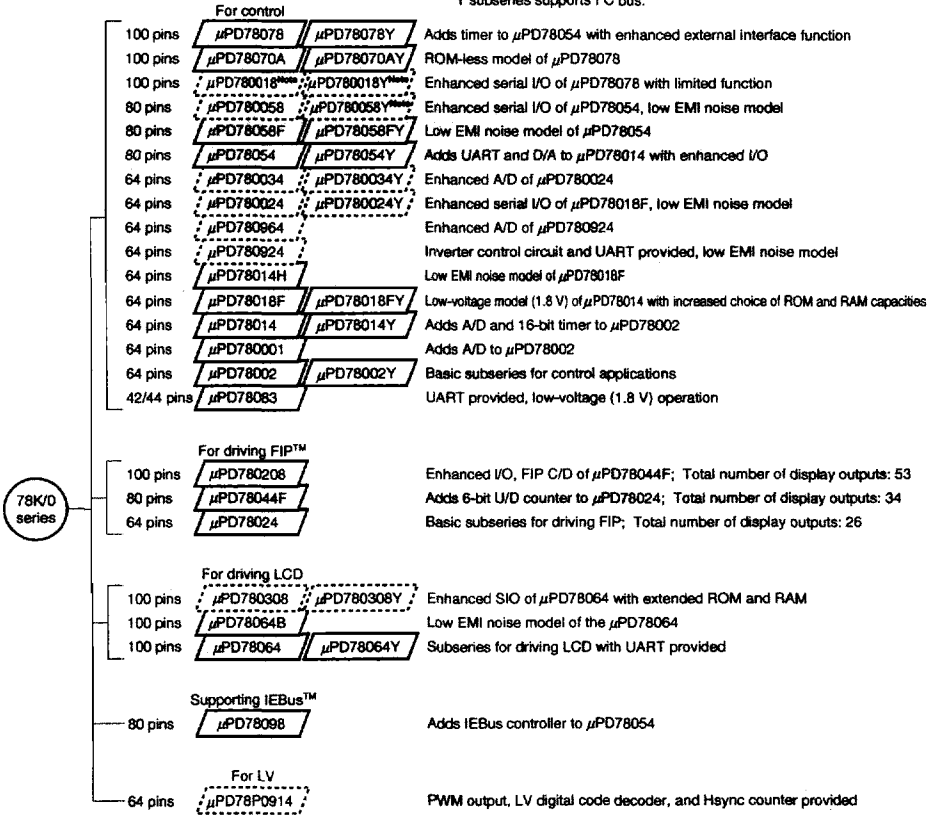 Y subseries supports I²C bus.
For control
100 pins µPD78078 µPD78078Y Adds timer to µPD78054 with enhanced external interface function
100 pins µPD78070A µPD78070AY ROM-less model of µPD78078
100 pins µPD780018Note µPD780018YNote Enhanced serial I/O of µPD78078 with limited function
80 pins µPD780058 µPD780058YNote Enhanced serial I/O of µPD78054, low EMI noise model
80 pins µPD78058F µPD78058FY Low EMI noise model of µPD78054
80 pins µPD78054 µPD78054Y Adds UART and D/A to µPD78014 with enhanced I/O
64 pins µPD780034 µPD780034Y Enhanced A/D of µPD780024
64 pins µPD780024 µPD780024Y Enhanced serial I/O of µPD78018F, low EMI noise model
64 pins µPD780964 Enhanced A/D of µPD780924
64 pins µPD780924 Inverter control circuit and UART provided, low EMI noise model
64 pins µPD78014H Low EMI noise model of µPD78018F
64 pins µPD78018F µPD78018FY Low-voltage model (1.8 V) of µPD78014 with increased choice of ROM and RAM capacities
64 pins µPD78014 µPD78014Y Adds A/D and 16-bit timer to µPD78002
64 pins µPD780001 Adds A/D to µPD78002
64 pins µPD78002 µPD78002Y Basic subseries for control applications
42/44 pins µPD78083 UART provided, low-voltage (1.8 V) operation
78K/0 series
For driving FIP™
100 pins µPD780208 Enhanced I/O, FIP C/D of µPD78044F; Total number of display outputs: 53
80 pins µPD78044F Adds 6-bit U/D counter to µPD78024; Total number of display outputs: 34
64 pins µPD78024 Basic subseries for driving FIP; Total number of display outputs: 26
For driving LCD
100 pins µPD780308 µPD780308Y Enhanced SIO of µPD78064 with extended ROM and RAM
100 pins µPD78064B Low EMI noise model of the µPD78064
100 pins µPD78064 µPD78064Y Subseries for driving LCD with UART provided
Supporting IEBus™
80 pins µPD78098 Adds IEBus controller to µPD78054
For LV
64 pins µPD78P0914 PWM output, LV digital code decoder, and Hsync counter provided